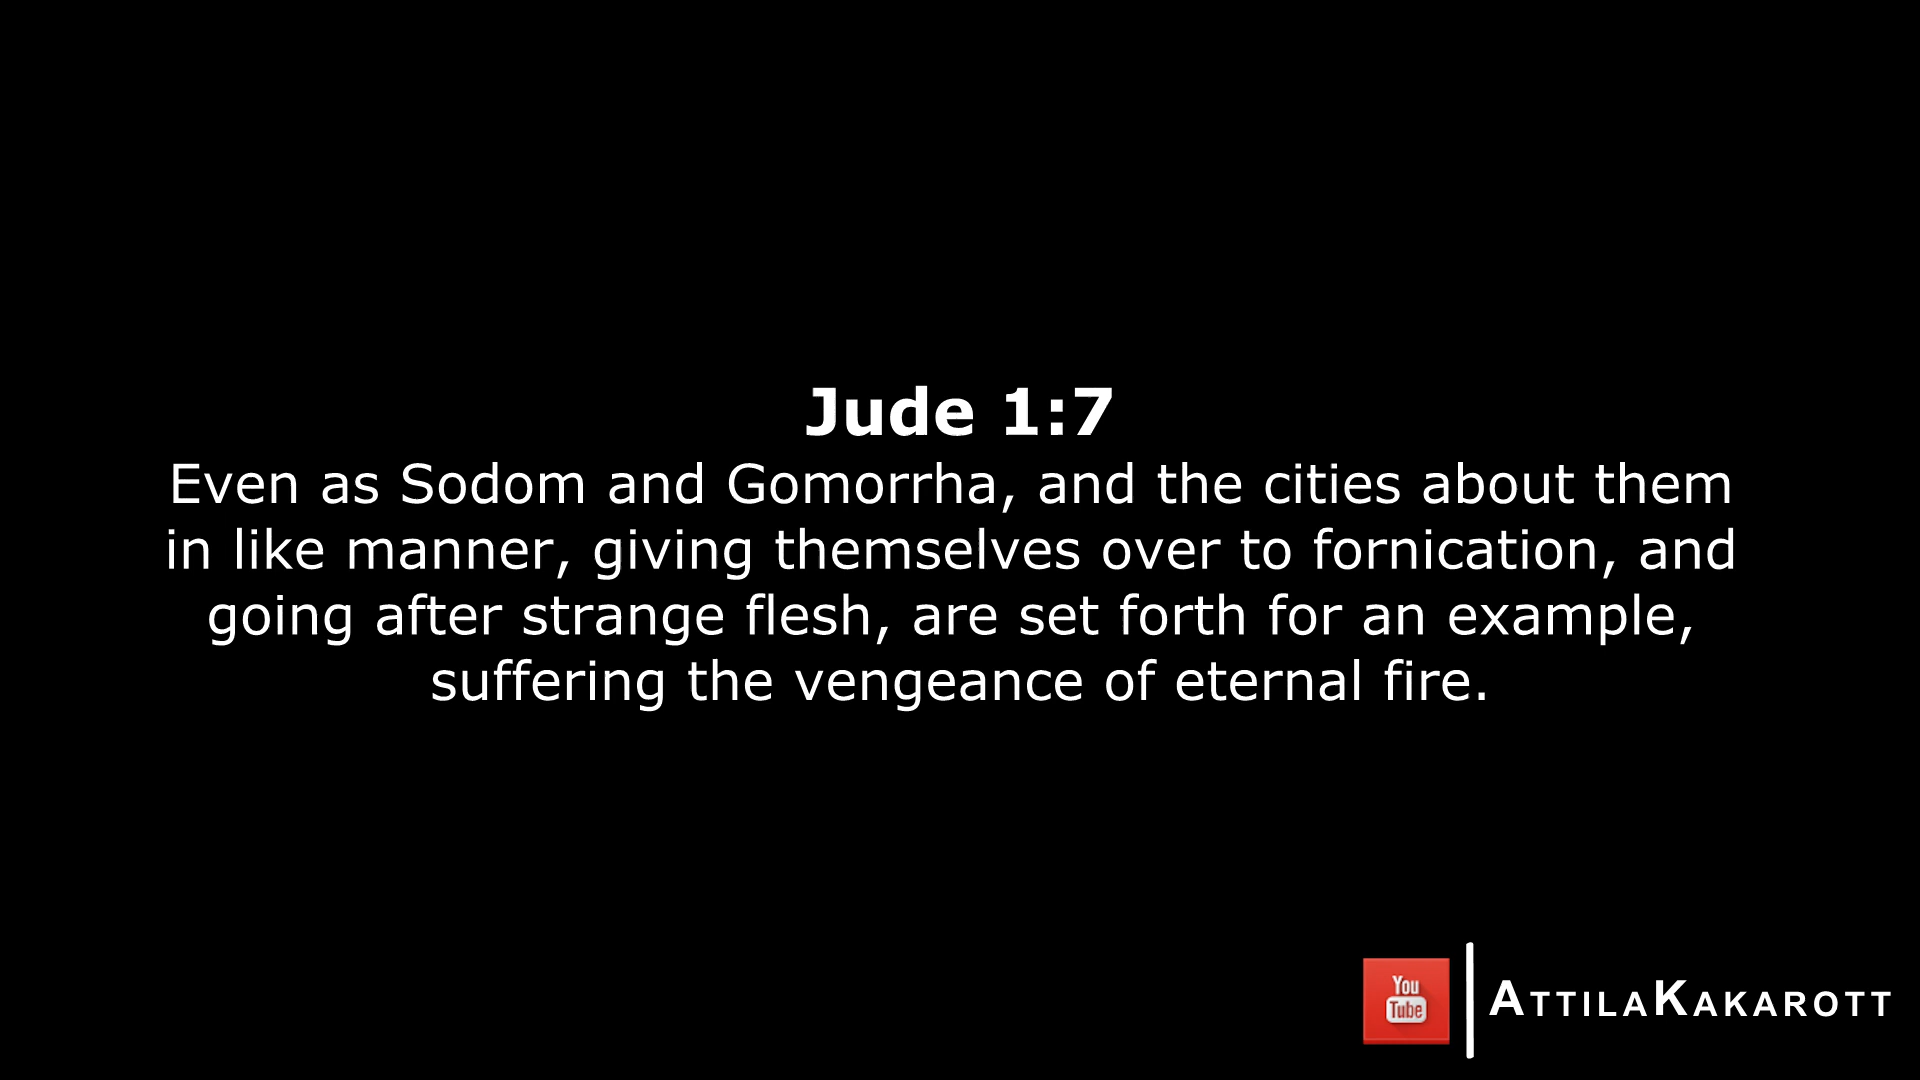 Jude 1:7
Even as Sodom and Gomorrha, and the cities about them
in like manner, giving themselves over to fornication, and
going after strange flesh, are set forth for an example,
suffering the vengeance of eternal fire.
You
Tube
AttilaKakarott